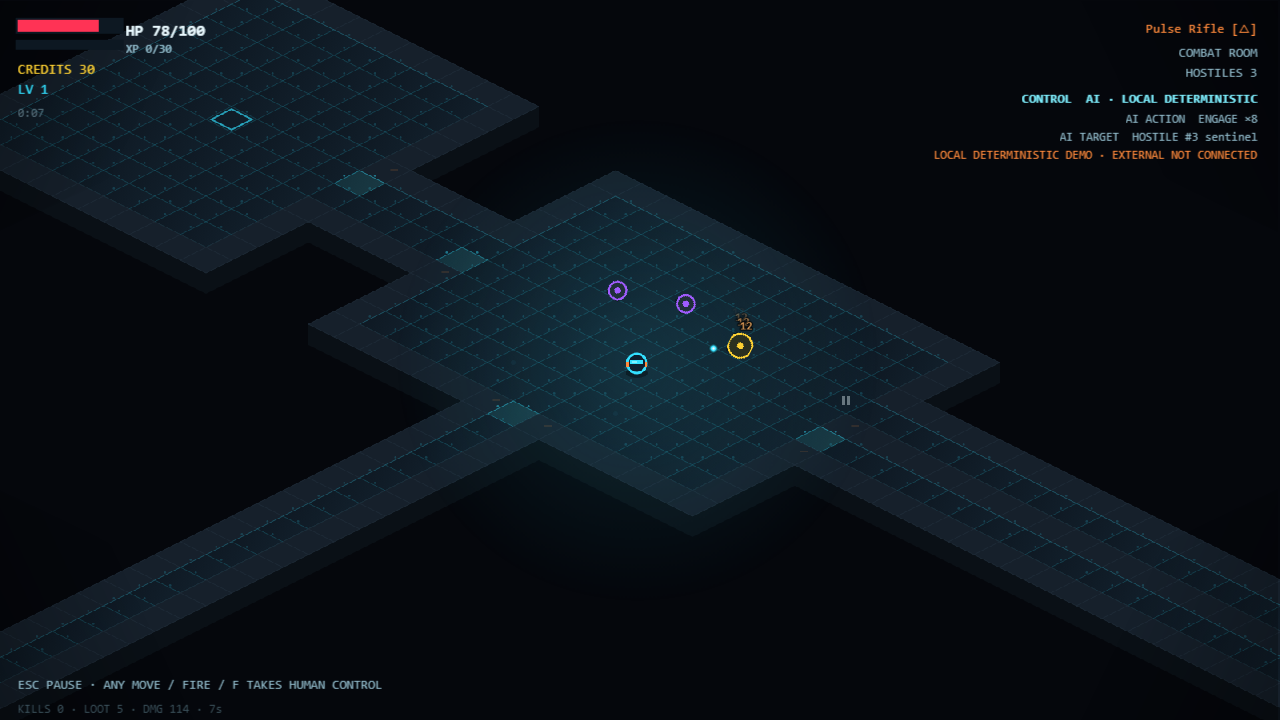 HP 78/100
XP 0/30
CREDITS 30
LV 1
0:07
Pulse Rifle [△]
COMBAT ROOM
HOSTILES 3
CONTROL AI · LOCAL DETERMINISTIC
AI ACTION ENGAGE ×8
AI TARGET HOSTILE #3 sentinel
LOCAL DETERMINISTIC DEMO · EXTERNAL NOT CONNECTED
12
ESC PAUSE · ANY MOVE / FIRE / F TAKES HUMAN CONTROL
KILLS 0 · LOOT 5 · DMG 114 · 7s